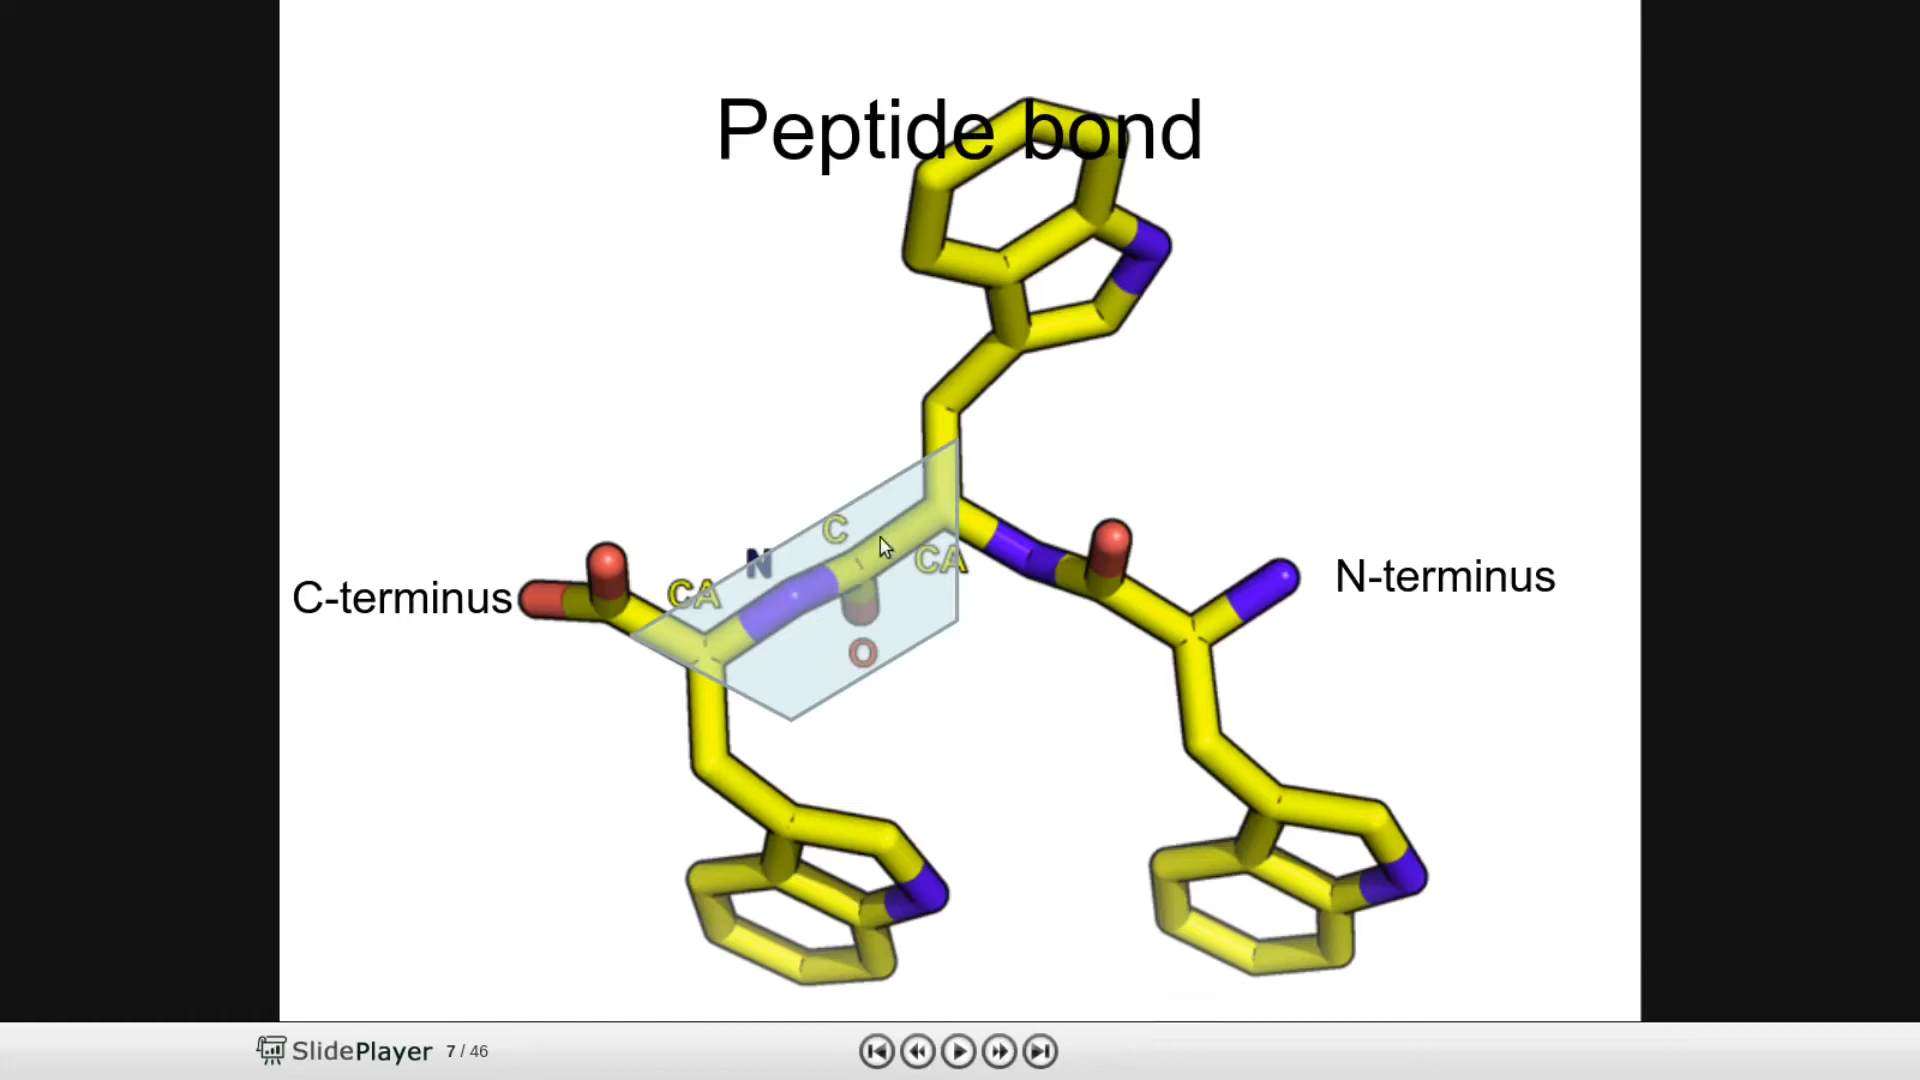 Peptide bond
C
N
CA
CA
N-terminus
C-terminus
O
SlidePlayer 7 / 46